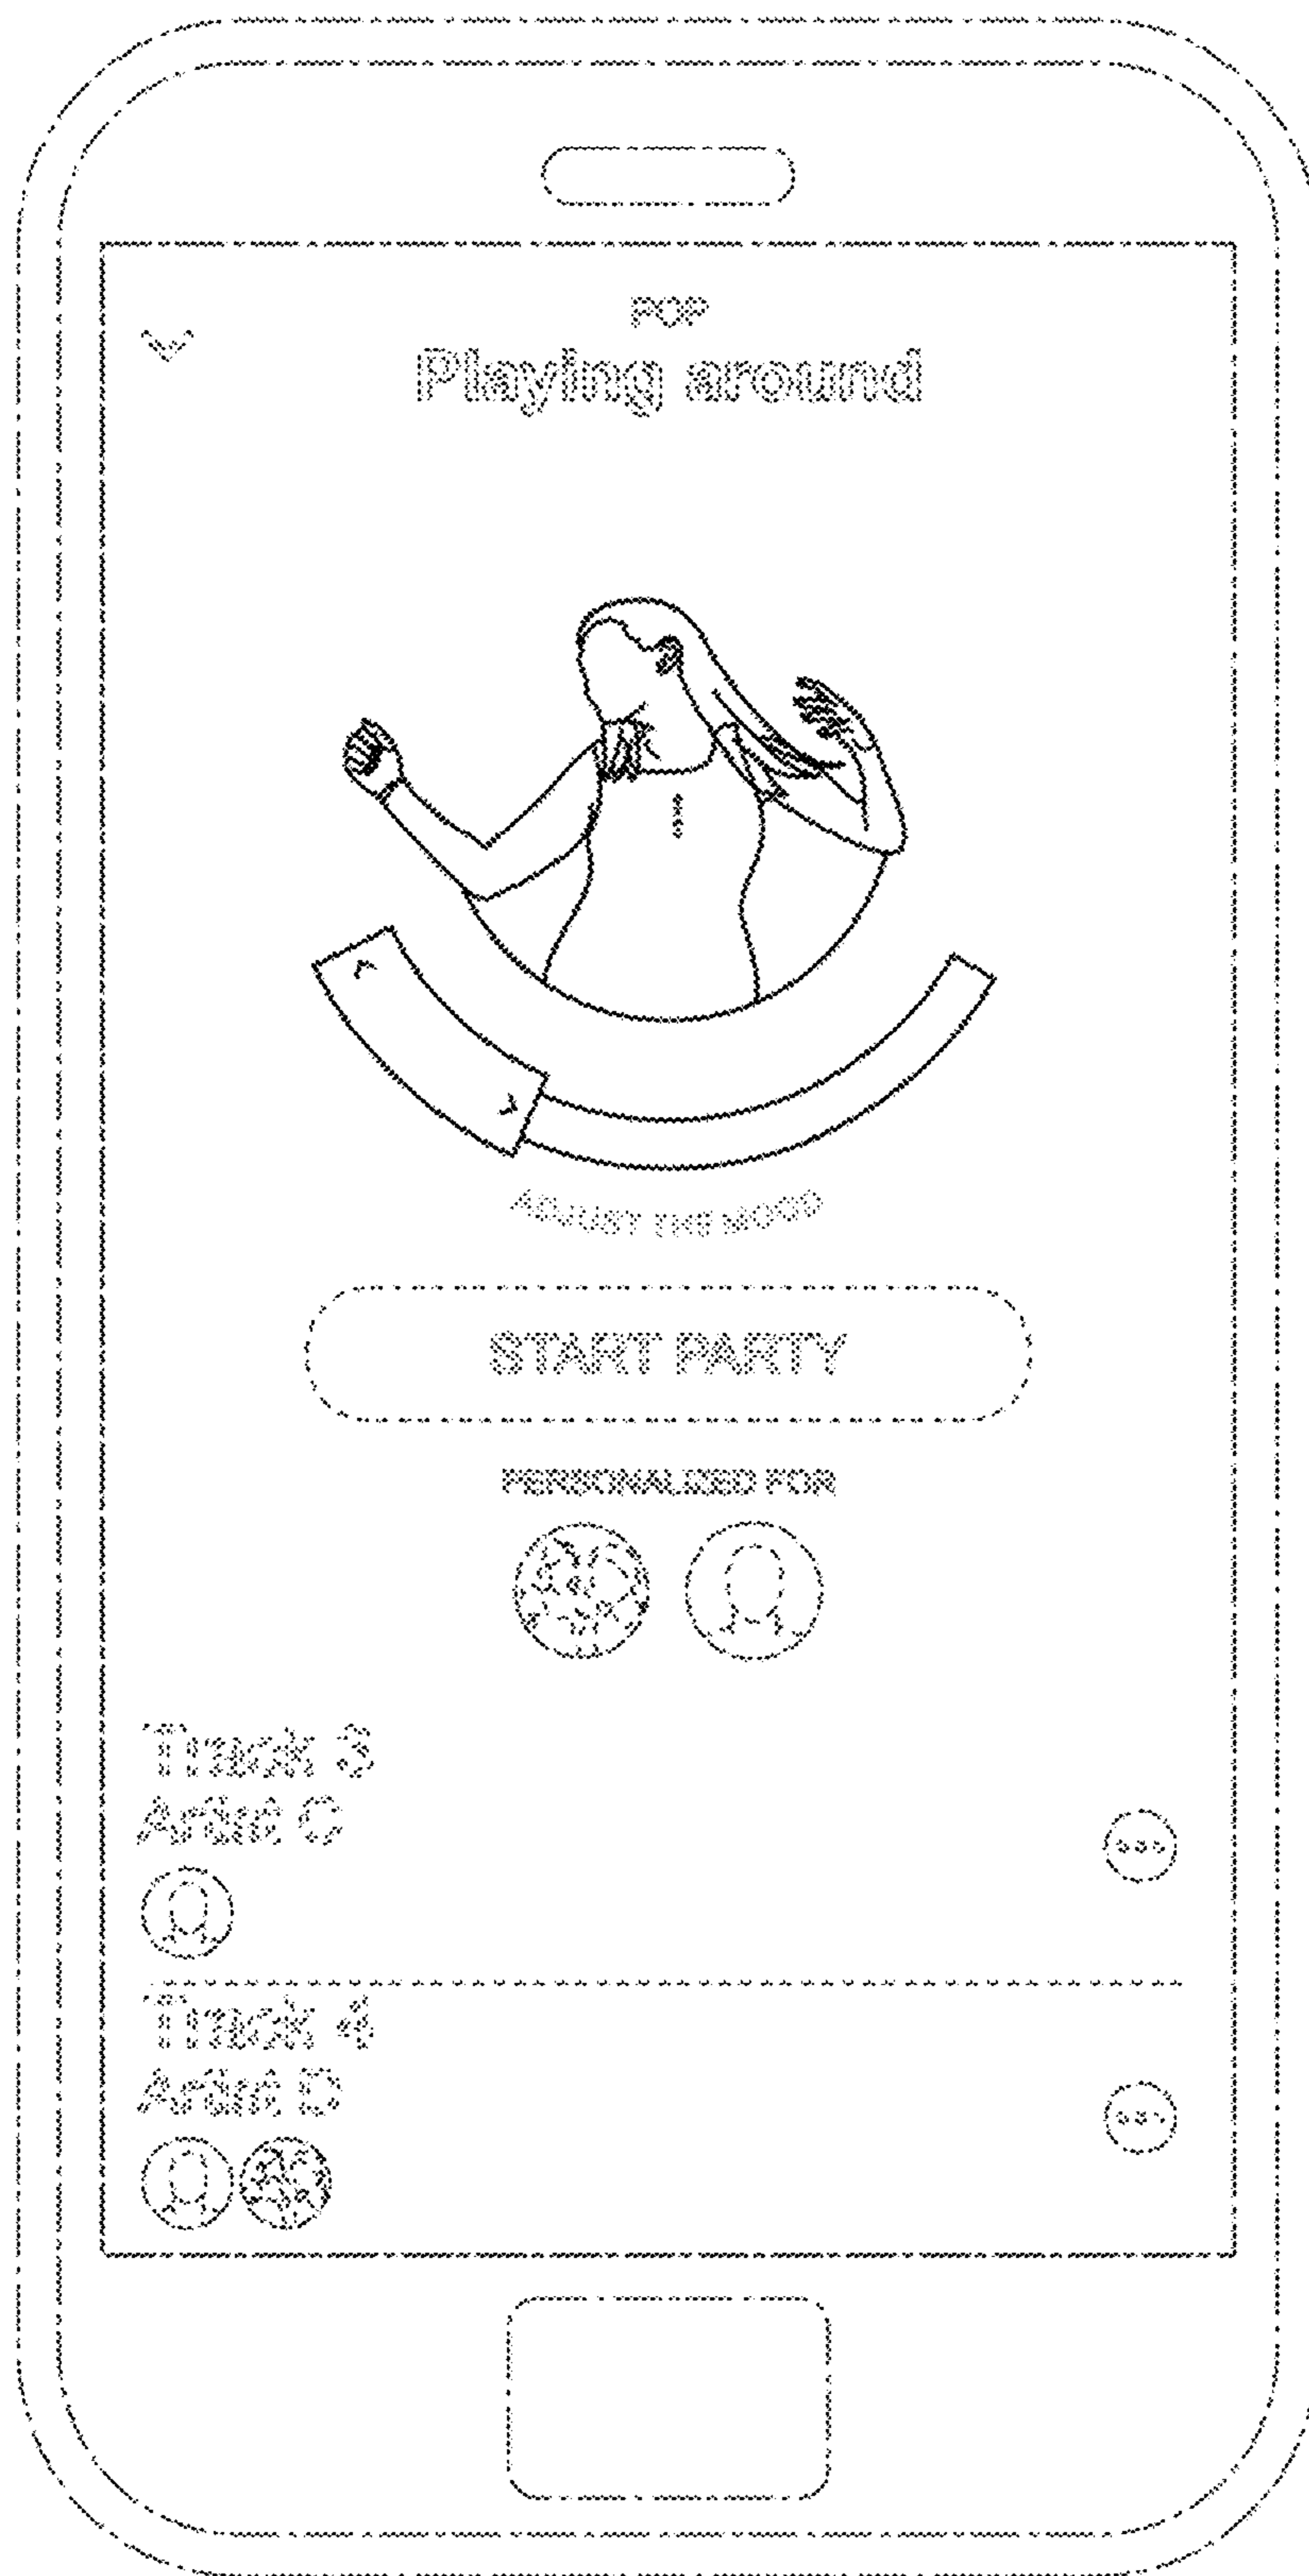 POP
Playing around
ADJUST THE MOOD
START PARTY
PERSONALIZED FOR
Track 3
Artist C
Track 4
Artist D